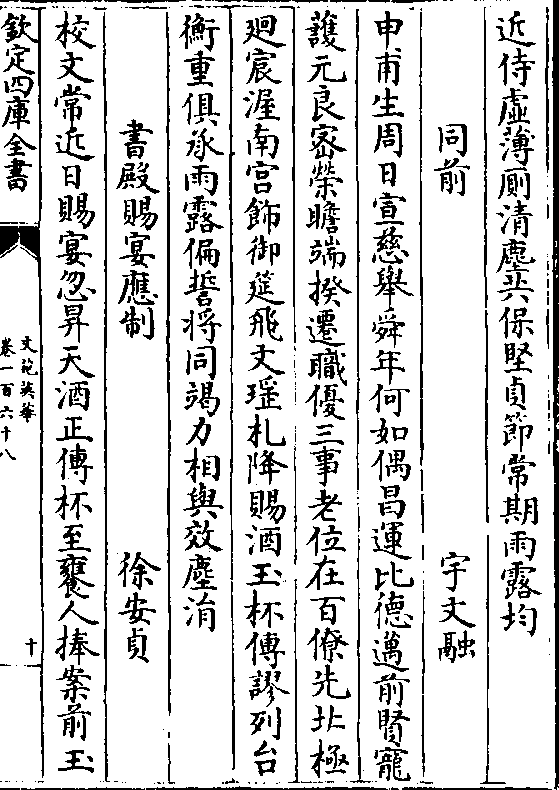 近侍虛薄廁清塵共保堅貞節常期雨露均
同前 宇文融
申甫生周日宣慈舉舜年何如偶昌運比德邁前賢寵
頀元良密榮瞻端揆遷職優三事老位在百僚先北極
廻宸渥南宫飾御筵飛文瑶札降賜酒玉杯傳謬列台
衡重俱承雨露偏誓將同竭力相與效塵涓
書殿賜宴應制 徐安貞
校文常近日賜宴忽昇天酒正傳杯至饔人捧案前玉
欽定四庫全書
文苑英華
卷一百六十八
十